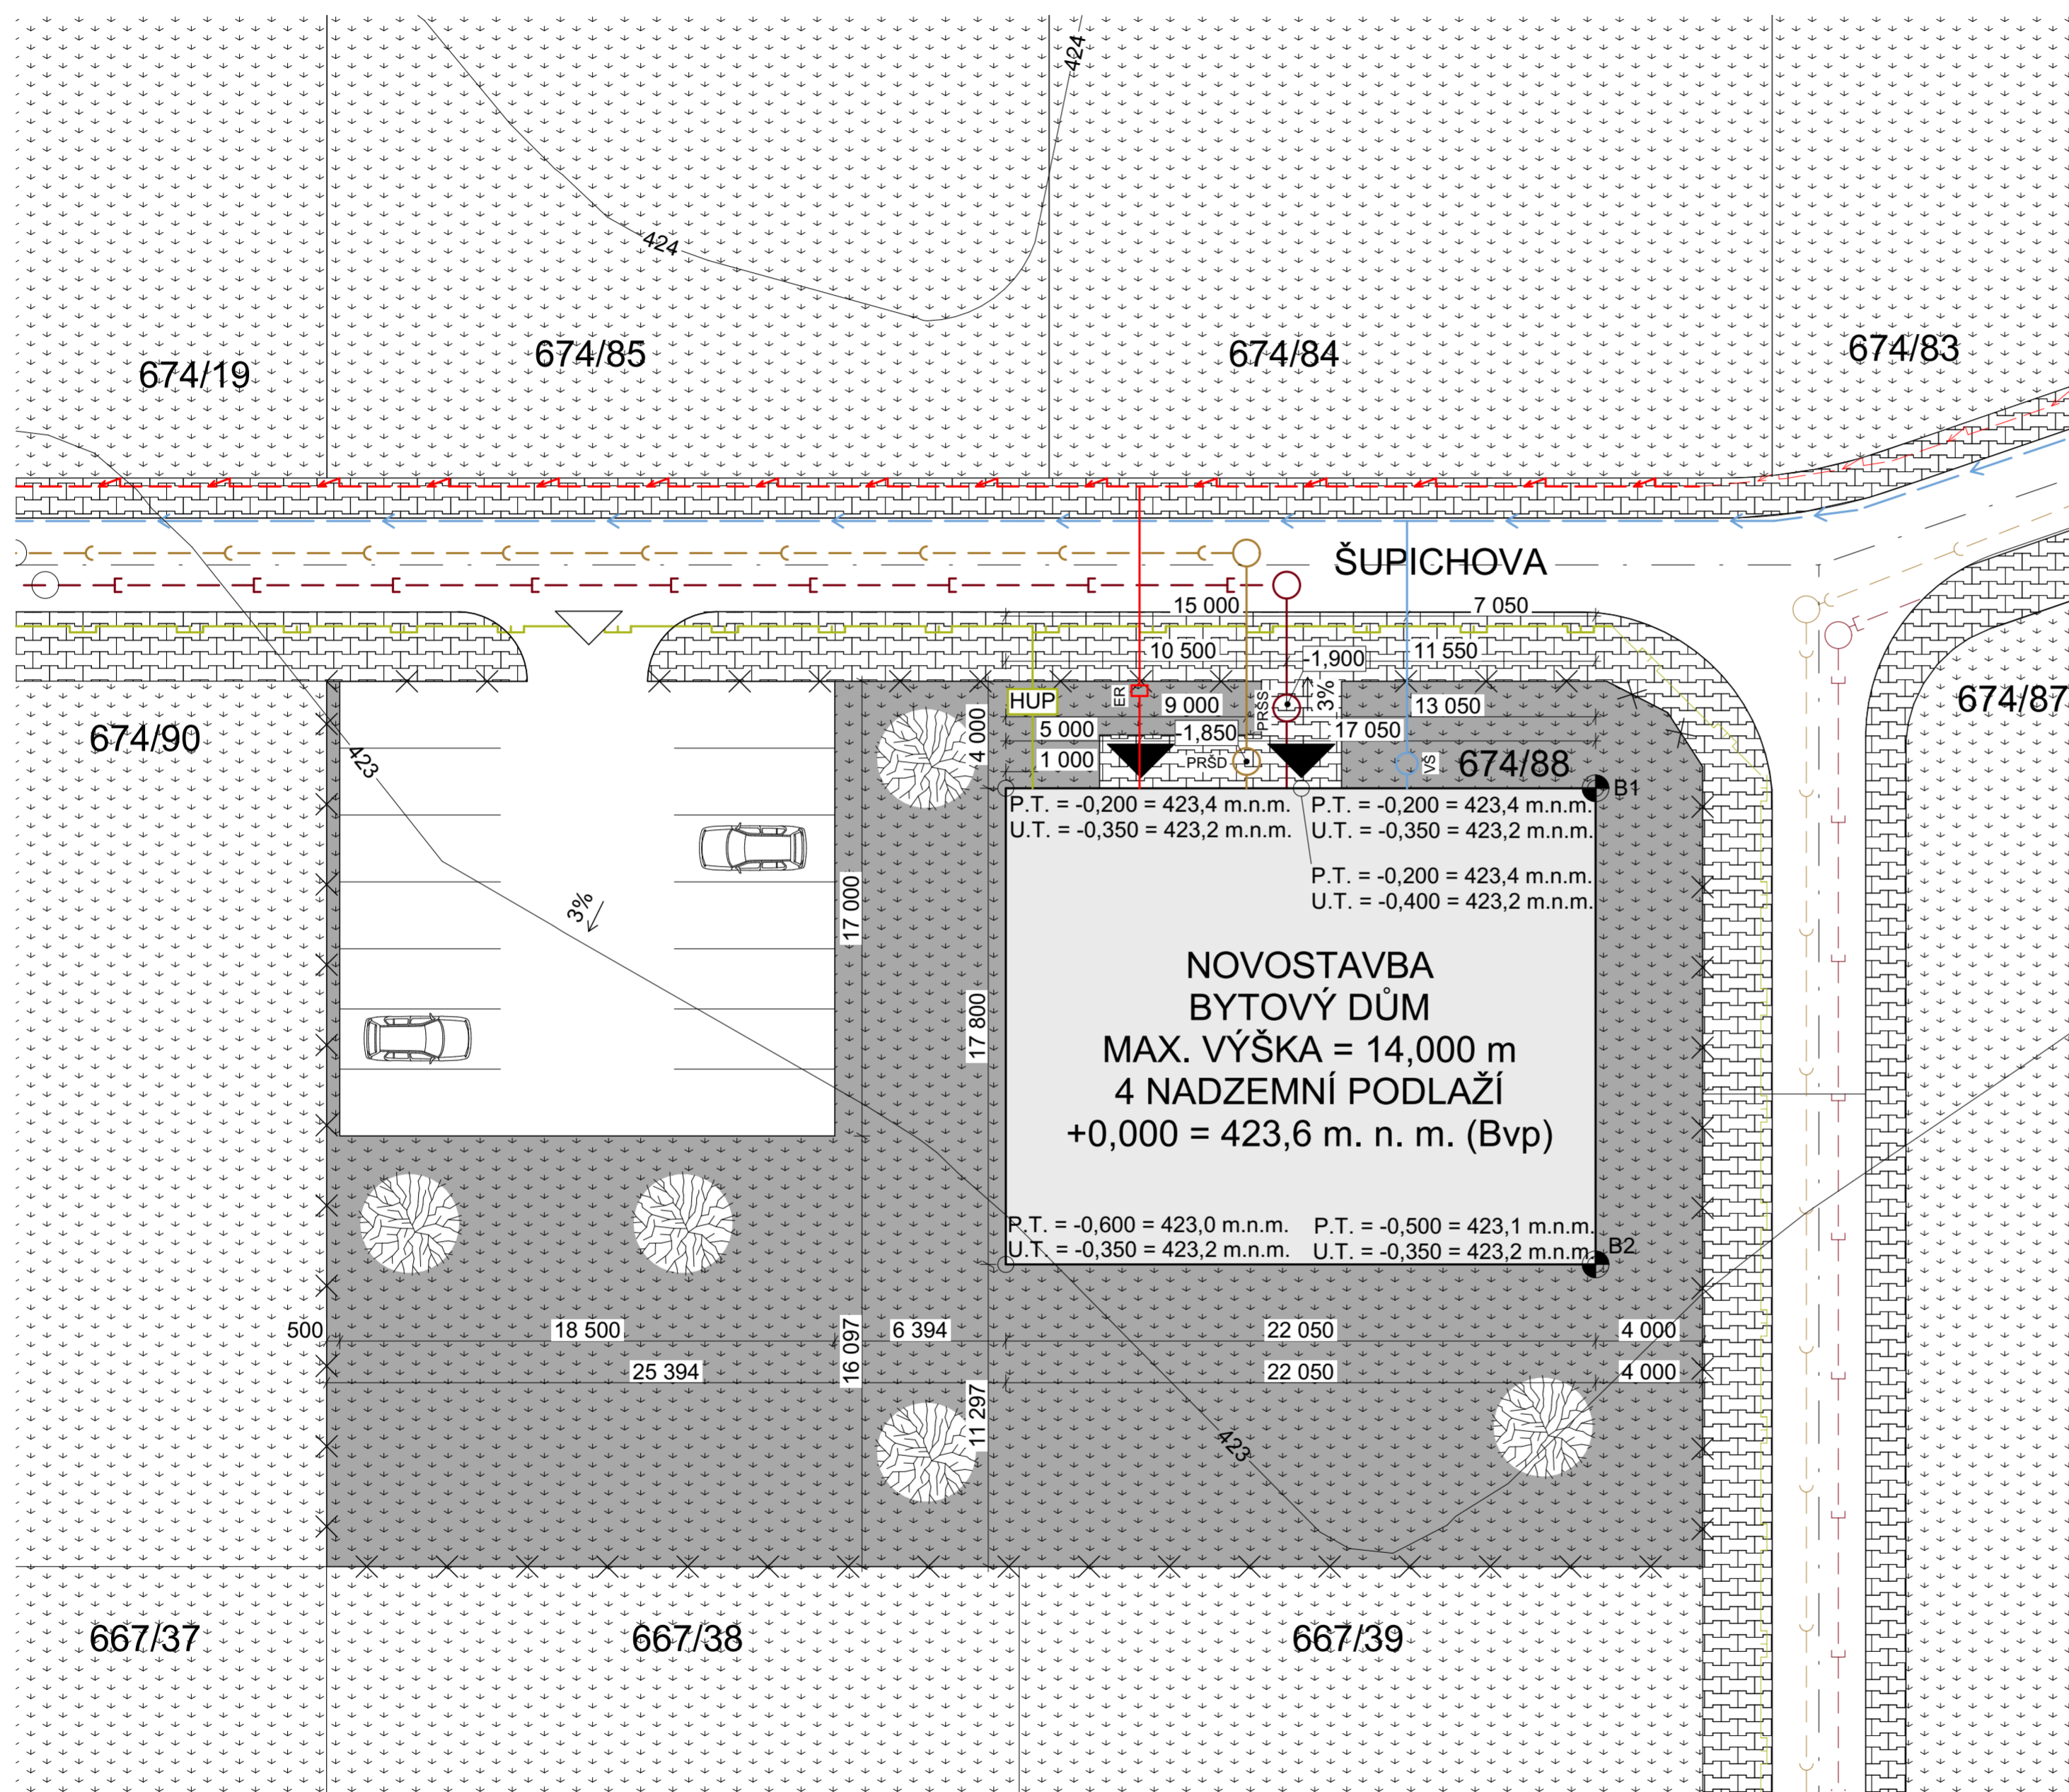 424
424
674/19
674/85
674/84
674/83
ŠUPICHOVA
15 000
7 050
10 500
-1,900
11 550
HUP
ER
9 000
PRŠS
3%
13 050
674/87
4 000
5 000
-1,850
17 050
1 000
PRŠD
VŠ
674/88
674/90
423
B1
P.T. = -0,200 = 423,4 m.n.m.
U.T. = -0,350 = 423,2 m.n.m.
P.T. = -0,200 = 423,4 m.n.m.
U.T. = -0,350 = 423,2 m.n.m.
P.T. = -0,200 = 423,4 m.n.m.
U.T. = -0,400 = 423,2 m.n.m.
3%
17 000
17 800
NOVOSTAVBA
BYTOVÝ DŮM
MAX. VÝŠKA = 14,000 m
4 NADZEMNÍ PODLAŽÍ
+0,000 = 423,6 m. n. m. (Bvp)
P.T. = -0,600 = 423,0 m.n.m.
U.T. = -0,350 = 423,2 m.n.m.
P.T. = -0,500 = 423,1 m.n.m.
U.T. = -0,350 = 423,2 m.n.m.
B2
500
18 500
16 097
6 394
22 050
4 000
25 394
22 050
4 000
11 297
423
667/37
667/38
667/39